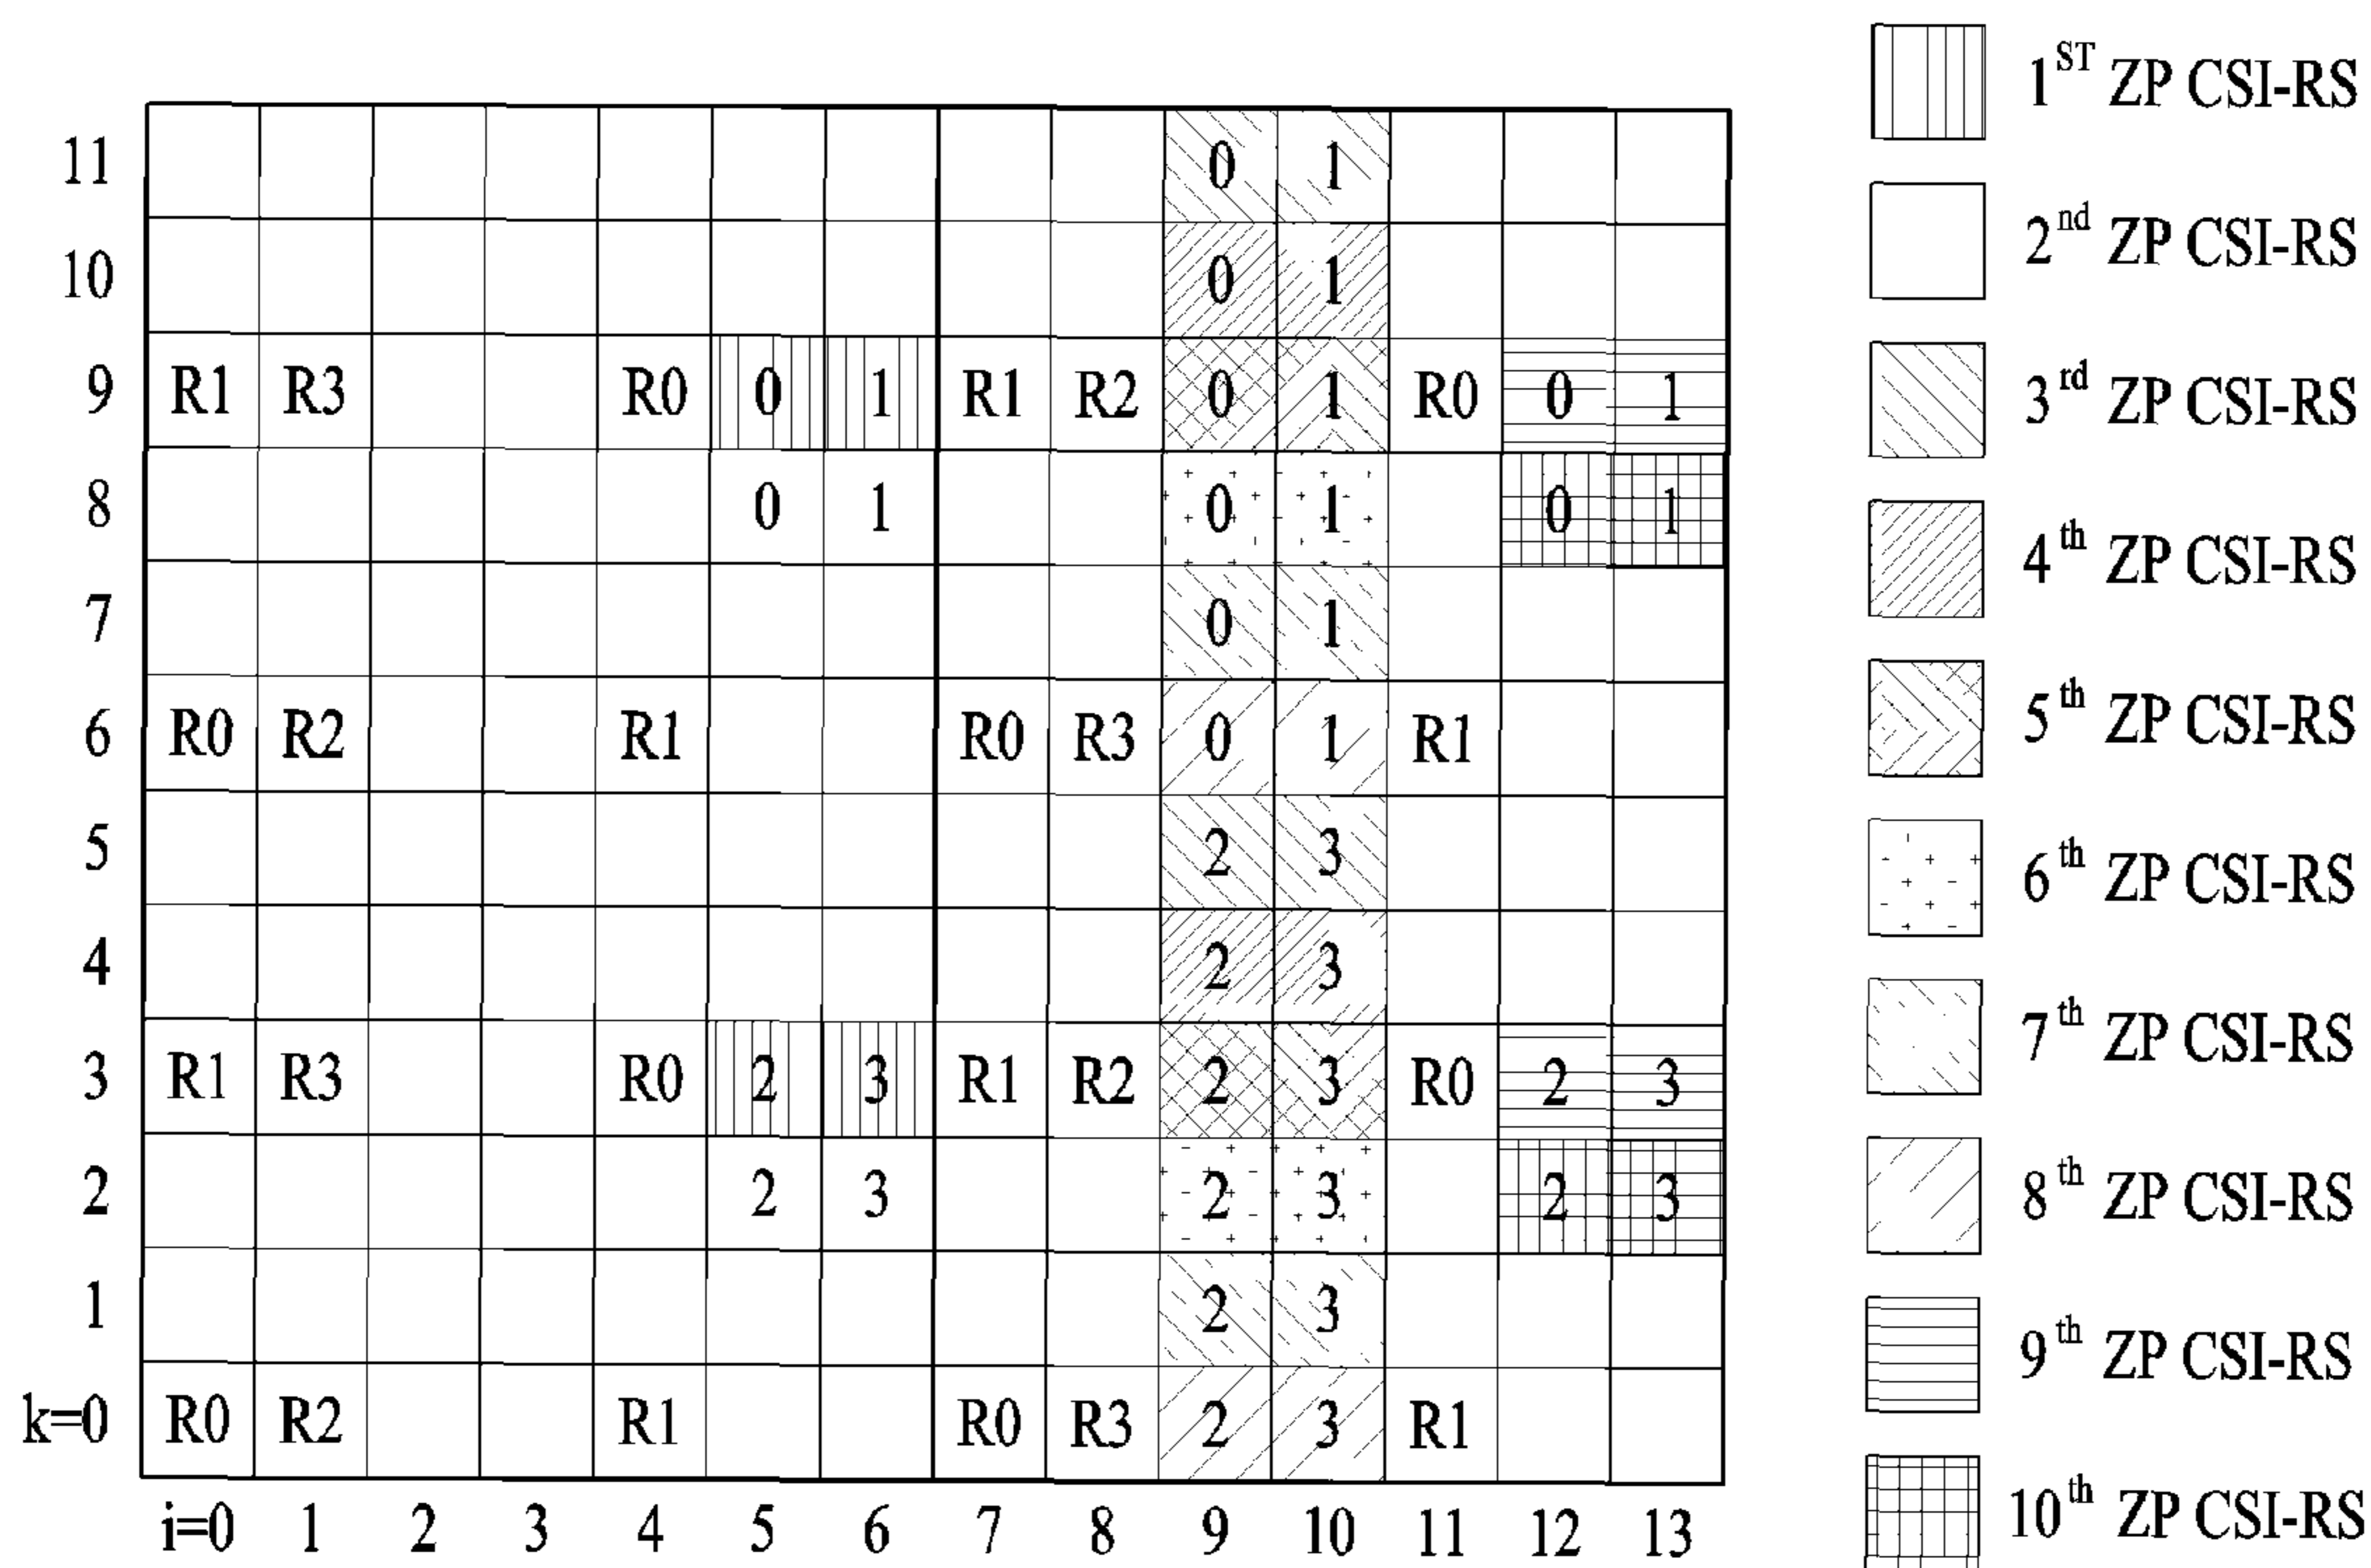 1ST ZP CSI-RS
2nd ZP CSI-RS
3rd ZP CSI-RS
4th ZP CSI-RS
5th ZP CSI-RS
6th ZP CSI-RS
7th ZP CSI-RS
8th ZP CSI-RS
9th ZP CSI-RS
10th ZP CSI-RS
11 0 1
10 0 1
9 R1 R3 R0 0 1 R1 R2 0 1 R0 0 1
8 0 1 0 1 0 1
7 0 1
6 R0 R2 R1 R0 R3 0 1 R1
5 2 3
4 2 3
3 R1 R3 R0 2 3 R1 R2 2 3 R0 2 3
2 2 3 2 3 2 3
1 2 3
k=0 R0 R2 R1 R0 R3 2 3 R1
i=0 1 2 3 4 5 6 7 8 9 10 11 12 13